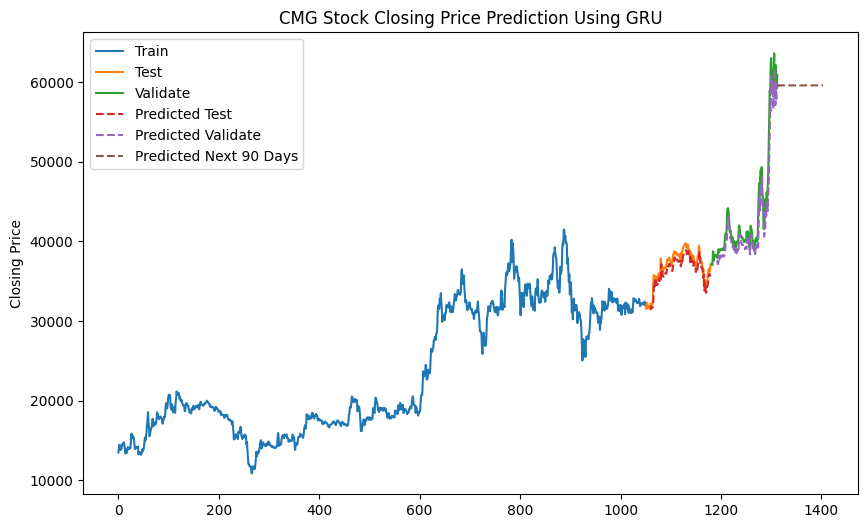 CMG Stock Closing Price Prediction Using GRU
Train
Test
Validate
Predicted Test
Predicted Validate
Predicted Next 90 Days
Closing Price
60000
50000
40000
30000
20000
10000
0
200
400
600
800
1000
1200
1400